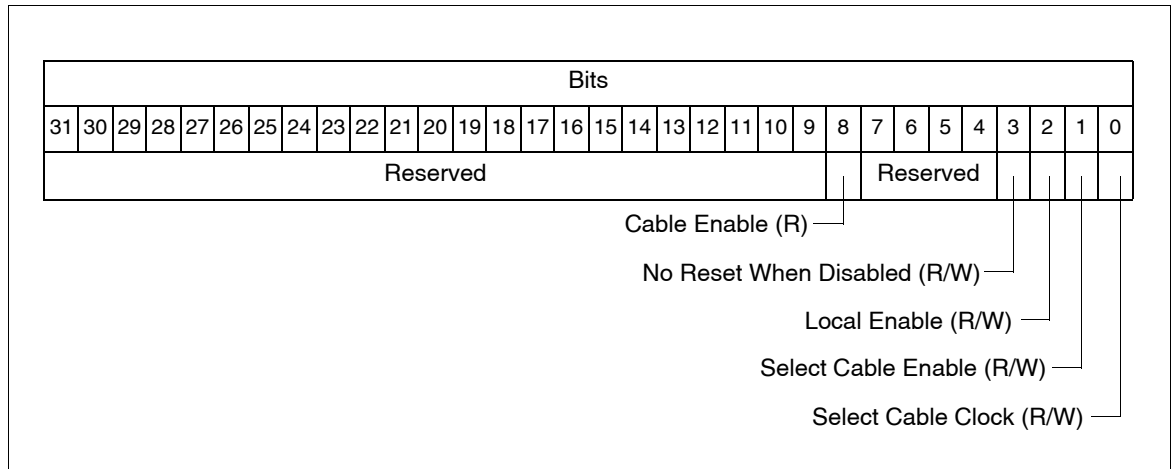 Bits
31 30 29 28 27 26 25 24 23 22 21 20 19 18 17 16 15 14 13 12 11 10 9 8 7 6 5 4 3 2 1 0
Reserved Reserved
Cable Enable (R)
No Reset When Disabled (R/W)
Local Enable (R/W)
Select Cable Enable (R/W)
Select Cable Clock (R/W)